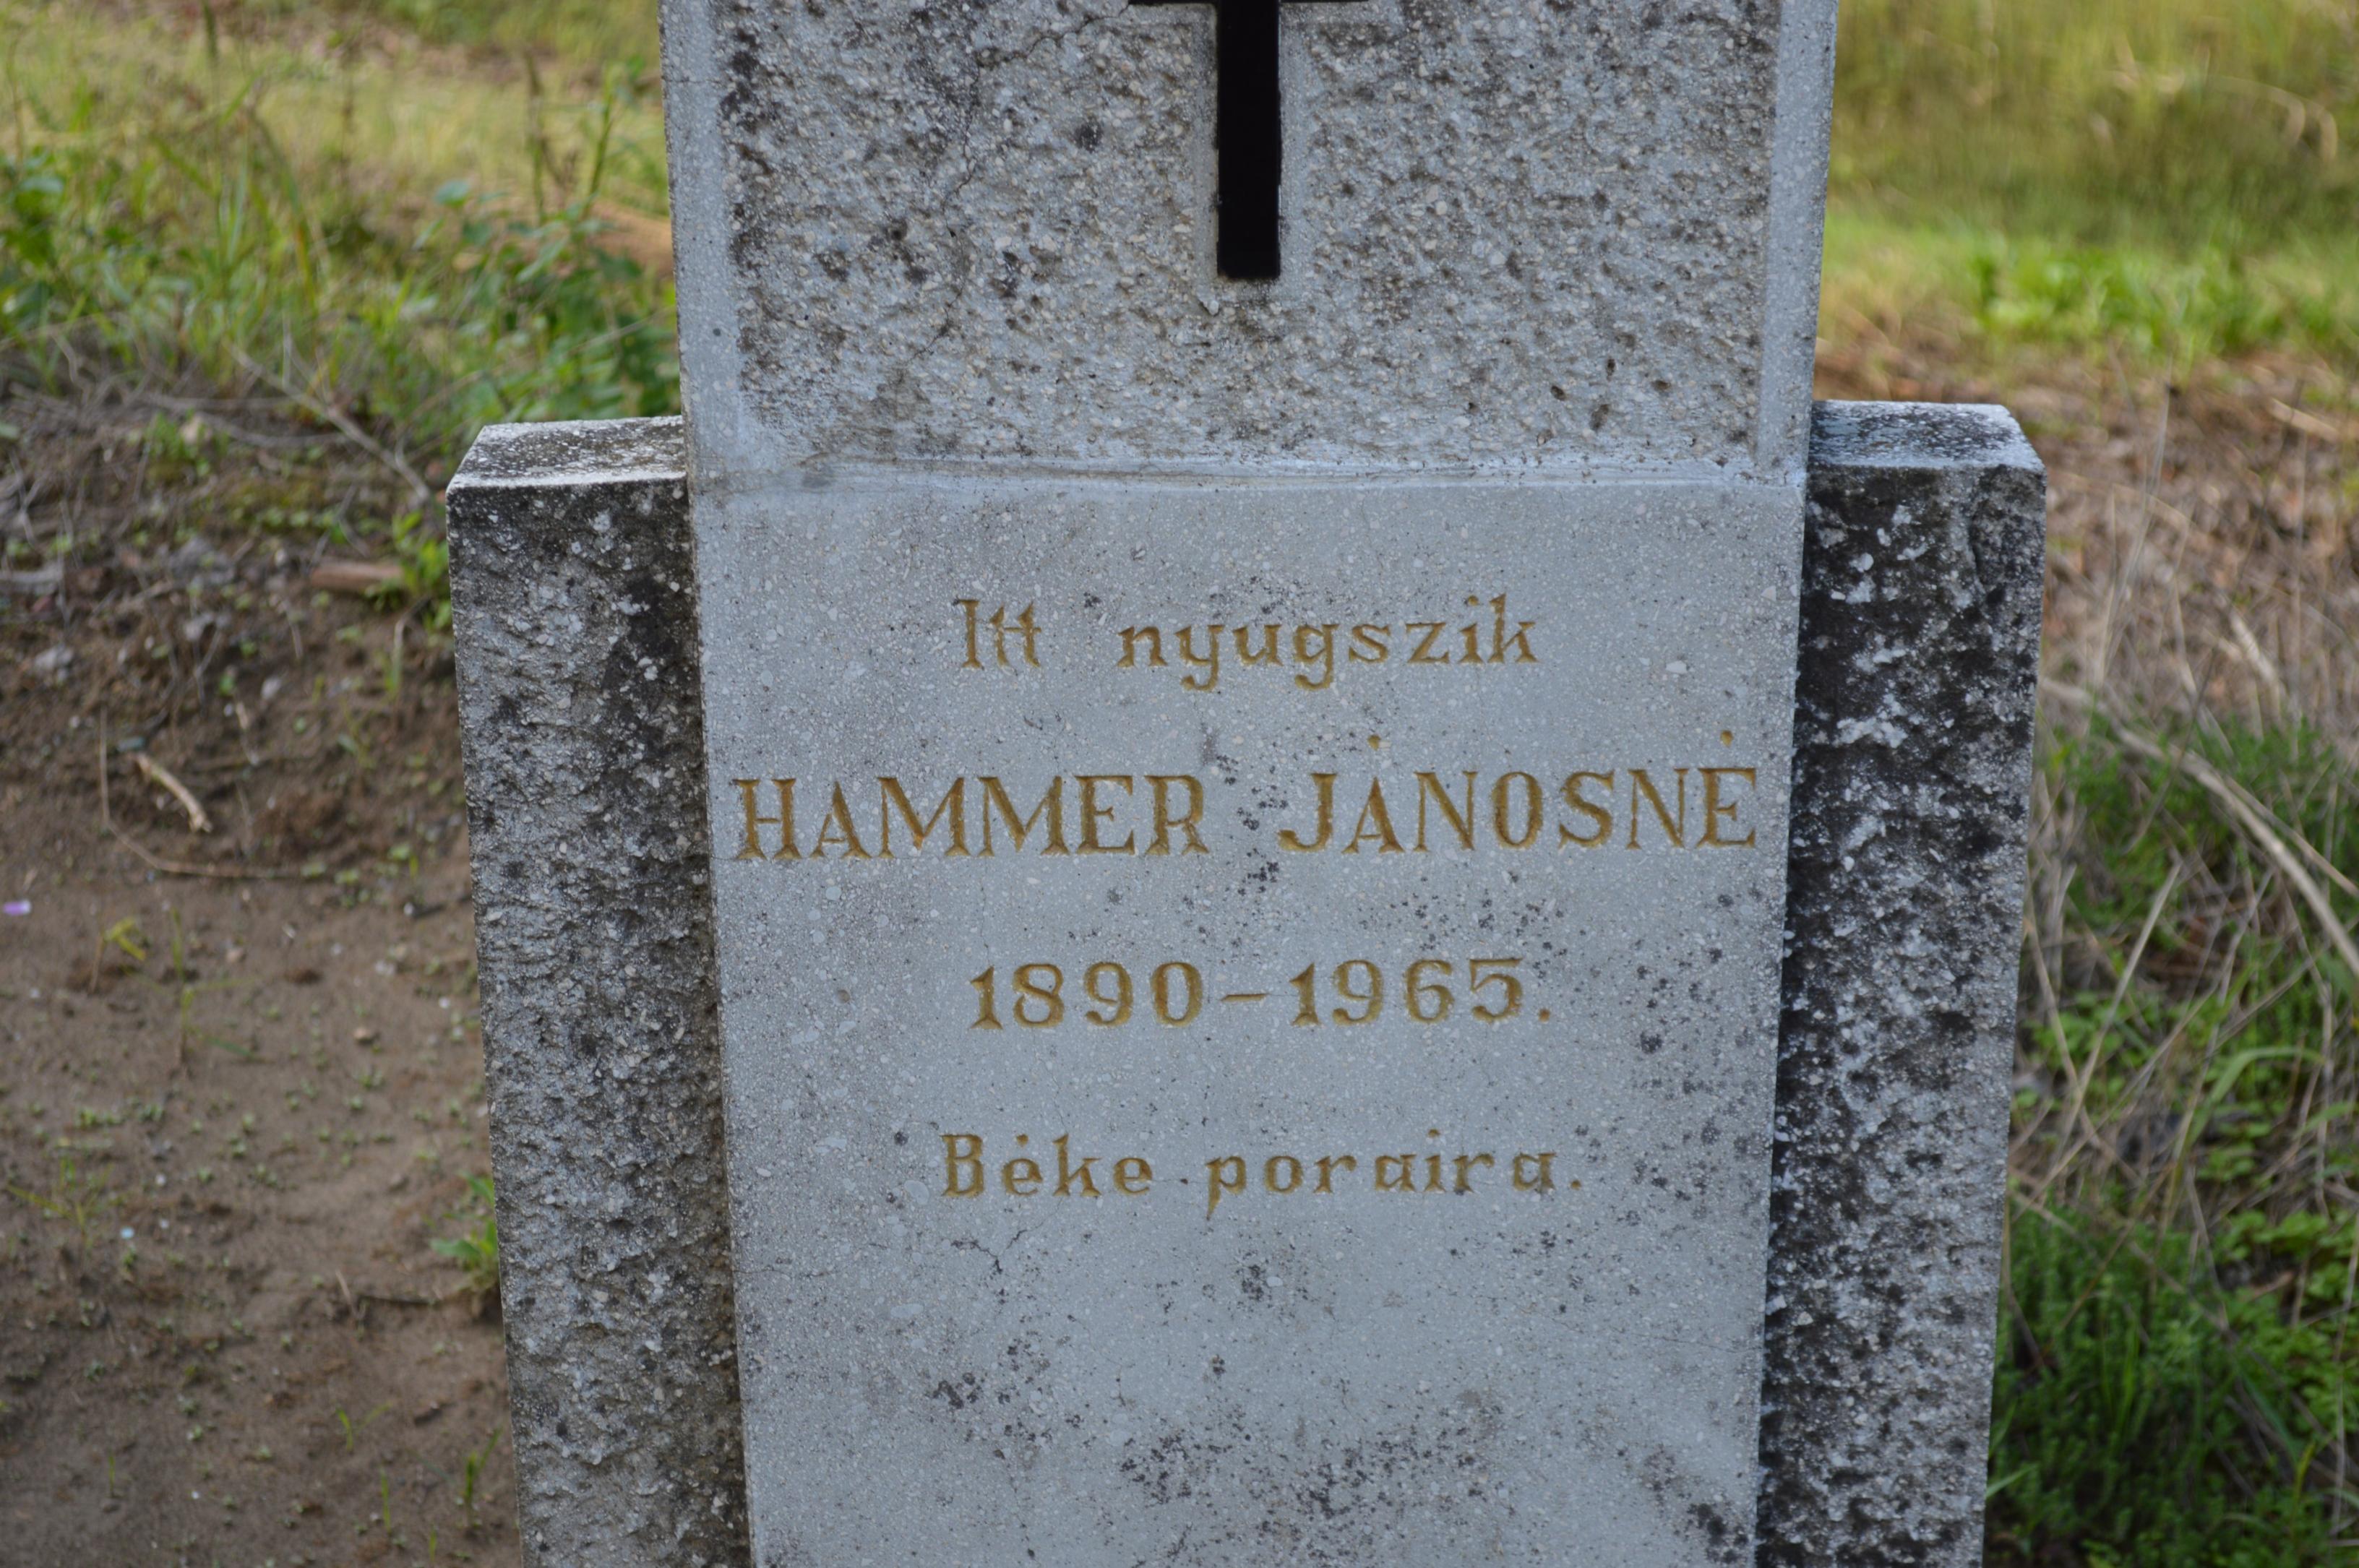 Itt nyugszik
HAMMER JÁNOSNÉ
1890-1965.
Béke poraira.